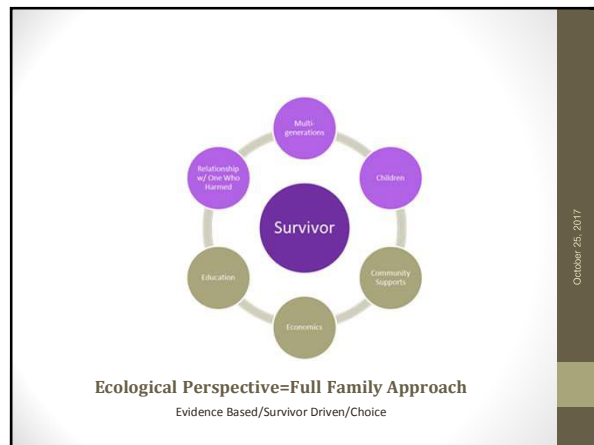 Multi-
generations
Relationship
w/ One Who
Harmed
Children
Survivor
Education
Community
Supports
Economics
Ecological Perspective=Full Family Approach
Evidence Based/Survivor Driven/Choice
October 25, 2017